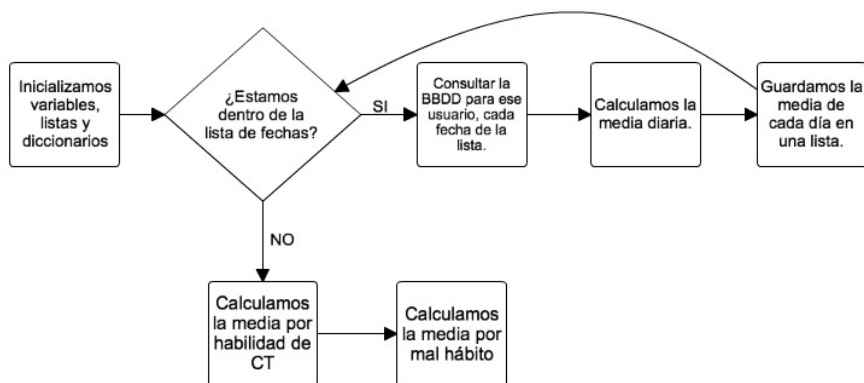 Inicializamos
variables,
listas y
diccionarios
¿Estamos
dentro de la
lista de fechas?
SI
Consultar la
BBDD para ese
usuario, cada
fecha de la
lista.
Calculamos la
media diaria.
Guardamos la
media de
cada día en
una lista.
NO
Calculamos
la media por
habilidad de
CT
Calculamos
la media por
mal hábito